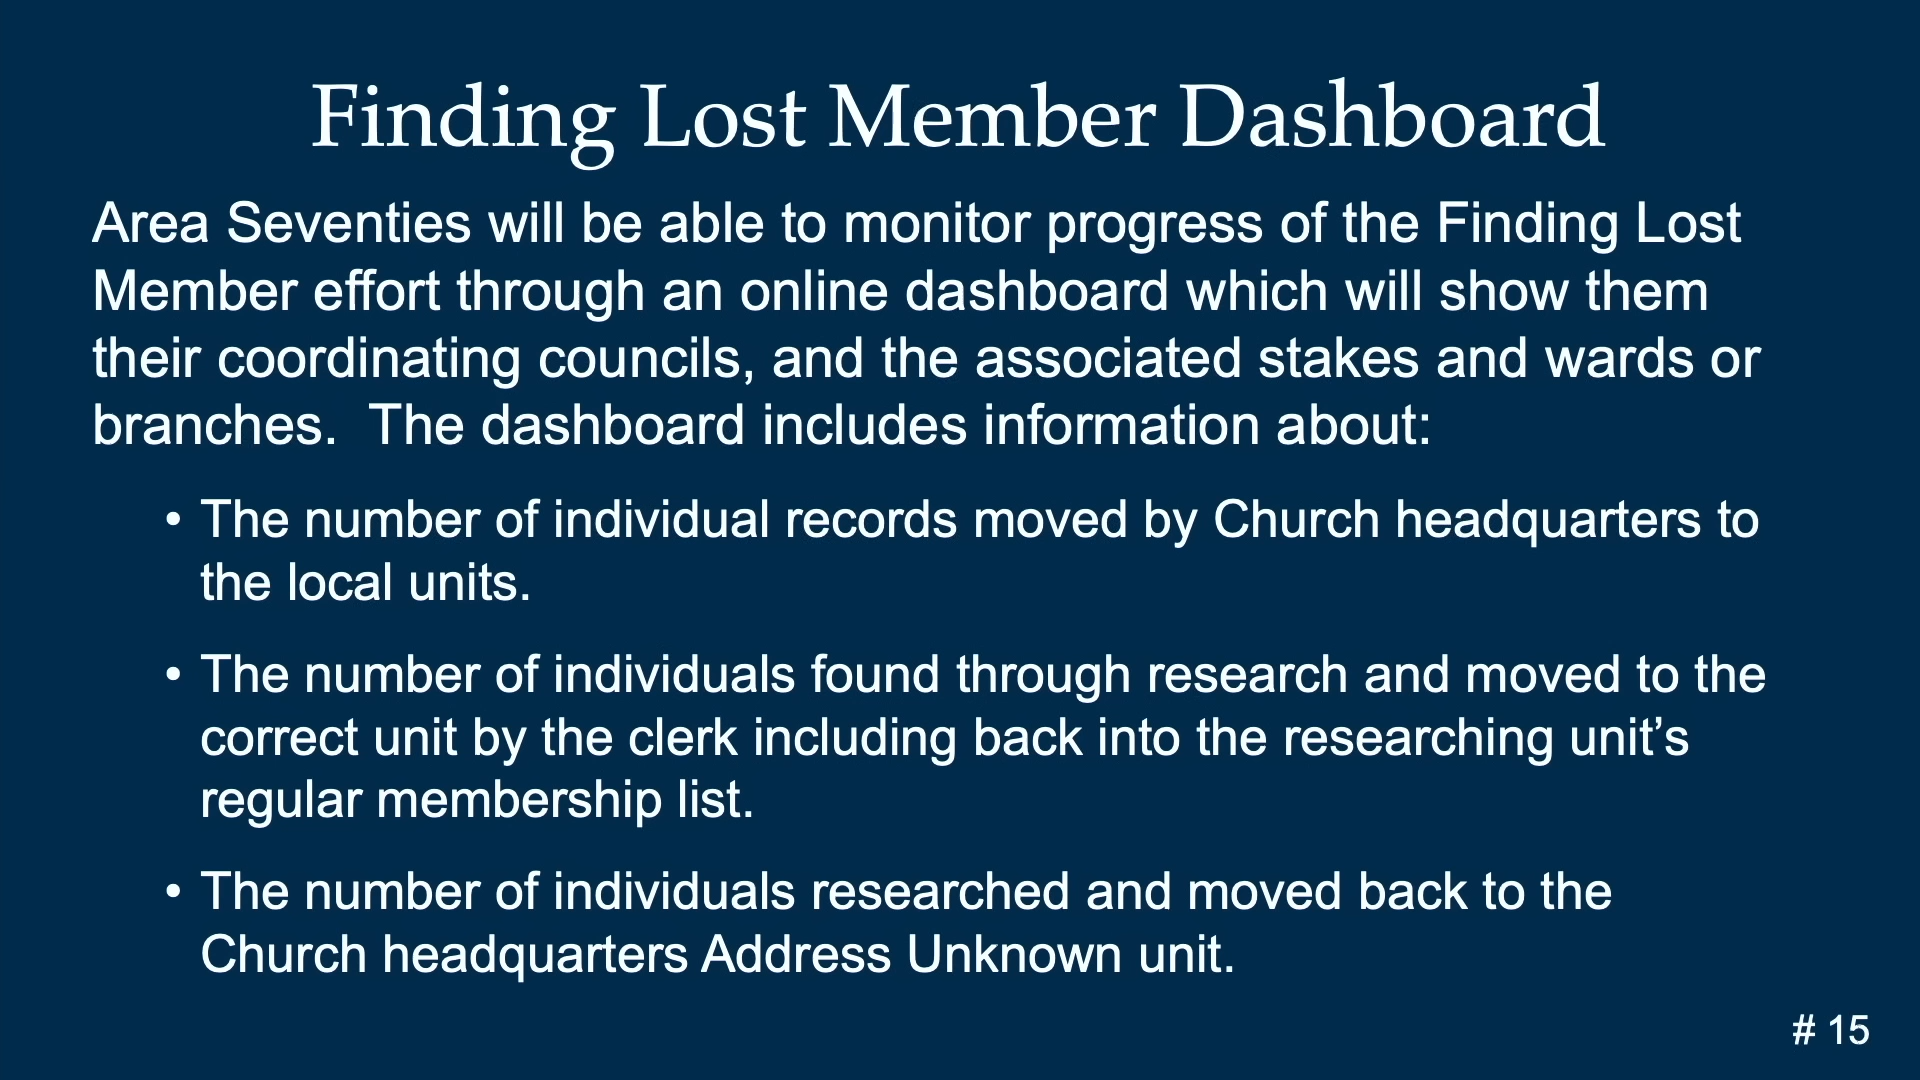 Finding Lost Member Dashboard
Area Seventies will be able to monitor progress of the Finding Lost
Member effort through an online dashboard which will show them
their coordinating councils, and the associated stakes and wards or
branches.  The dashboard includes information about:
• The number of individual records moved by Church headquarters to
the local units.
• The number of individuals found through research and moved to the
correct unit by the clerk including back into the researching unit’s
regular membership list.
• The number of individuals researched and moved back to the
Church headquarters Address Unknown unit.
# 15